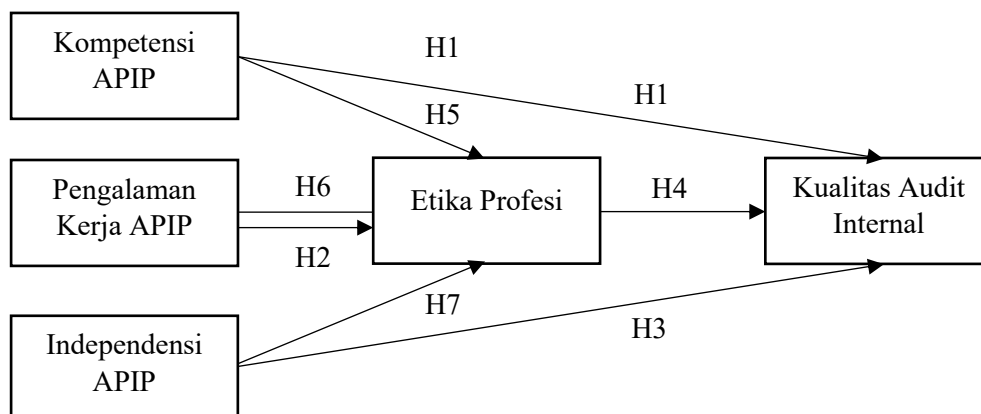 Kompetensi
APIP
H1
H1
H5
Pengalaman
Kerja APIP
H6
H2
Etika Profesi
H4
Kualitas Audit
Internal
H7
H3
Independensi
APIP